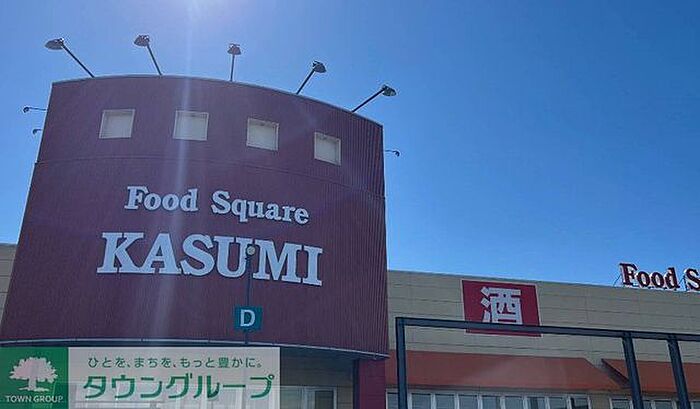 Food Square
KASUMI
Food S
酒
D
ひとを、まちを、もっと豊かに。
タウングループ
TOWN GROUP